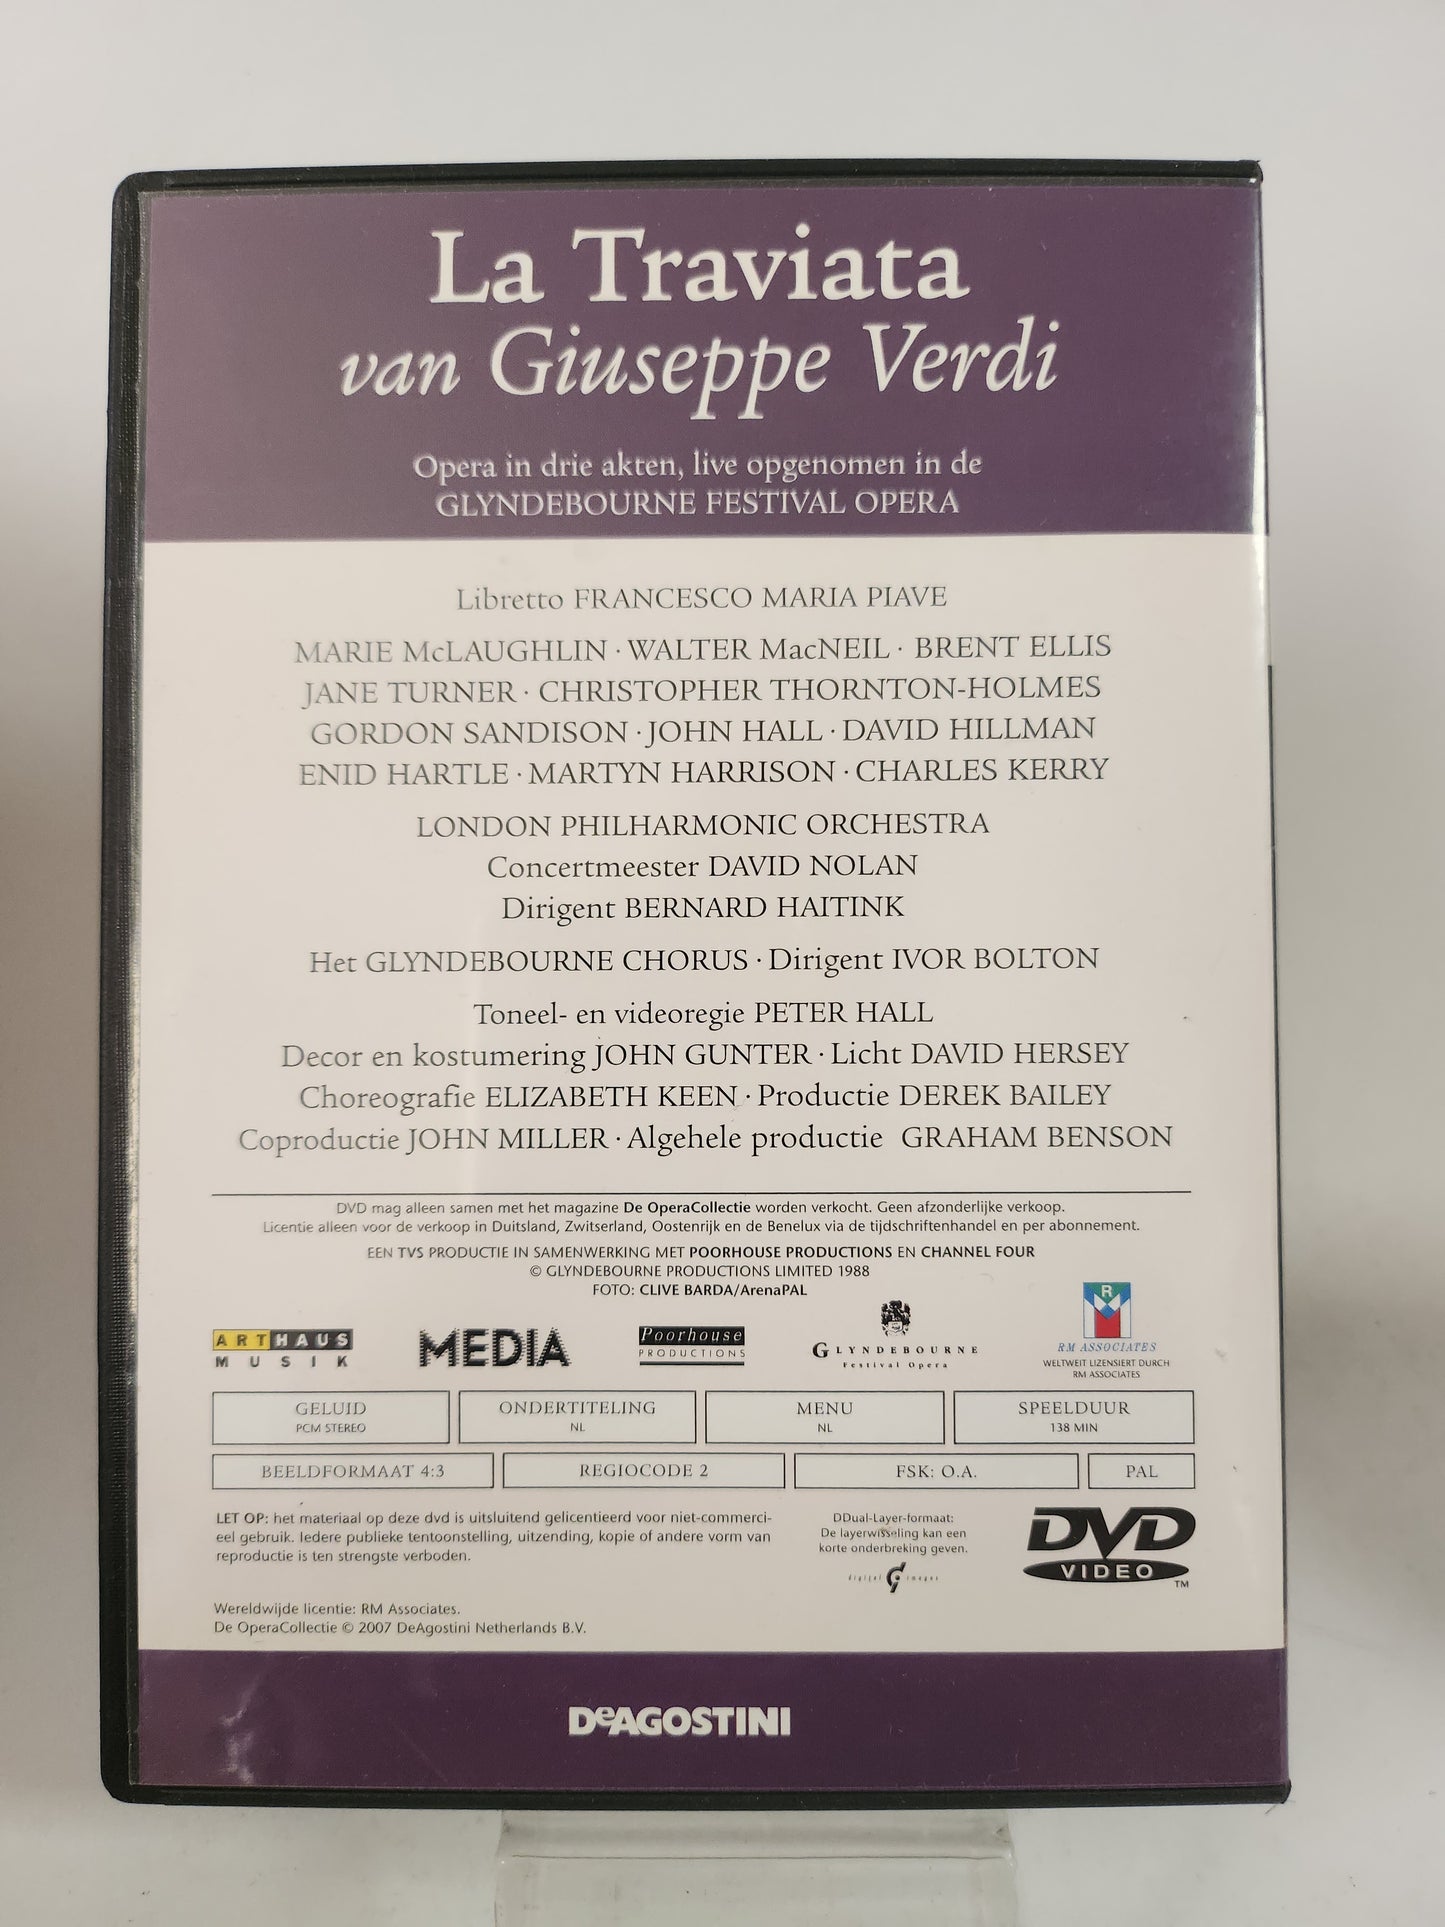 La Traviata
van Giuseppe Verdi
Opera in drie akten, live opgenomen in de
GLYNDEBOURNE FESTIVAL OPERA
Libretto FRANCESCO MARIA PIAVE
MARIE McLAUGHLIN · WALTER MacNEIL · BRENT ELLIS
JANE TURNER · CHRISTOPHER THORNTON-HOLMES
GORDON SANDISON · JOHN HALL · DAVID HILLMAN
ENID HARTLE · MARTYN HARRISON · CHARLES KERRY
LONDON PHILHARMONIC ORCHESTRA
Concertmeester DAVID NOLAN
Dirigent BERNARD HAITINK
Het GLYNDEBOURNE CHORUS · Dirigent IVOR BOLTON
Toneel- en videoregie PETER HALL
Decor en kostumering JOHN GUNTER · Licht DAVID HERSEY
Choreografie ELIZABETH KEEN · Productie DEREK BAILEY
Coproductie JOHN MILLER · Algehele productie GRAHAM BENSON
DVD mag alleen samen met het magazine De OperaCollectie worden verkocht. Geen afzonderlijke verkoop.
Licentie alleen voor de verkoop in Duitsland, Zwitserland, Oostenrijk en de Benelux via de tijdschriftenhandel en per abonnement.
EEN TVS PRODUCTIE IN SAMENWERKING MET POORHOUSE PRODUCTIONS EN CHANNEL FOUR
© GLYNDEBOURNE PRODUCTIONS LIMITED 1988
FOTO: CLIVE BARDA/ArenaPAL
ARTHAUS
MUSIK
MEDIA
Poorhouse
PRODUCTIONS
GLYNDEBOURNE
Festival Opera
R M
RM ASSOCIATES
WELTWEIT LIZENSIERT DURCH
RM ASSOCIATES
GELUID
PCM STEREO
ONDERTITELING
NL
MENU
NL
SPEELDUUR
138 MIN
BEELDFORMAAT 4:3
REGIOCODE 2
FSK: O.A.
PAL
LET OP: het materiaal op deze dvd is uitsluitend gelicentieerd voor niet-commerci-
eel gebruik. Iedere publieke tentoonstelling, uitzending, kopie of andere vorm van
reproductie is ten strengste verboden.
DDual-Layer-formaat:
De layerwisseling kan een
korte onderbreking geven.
digital images
DVD
VIDEO
TM
Wereldwijde licentie: RM Associates.
De OperaCollectie © 2007 DeAgostini Netherlands B.V.
DeAGOSTINI